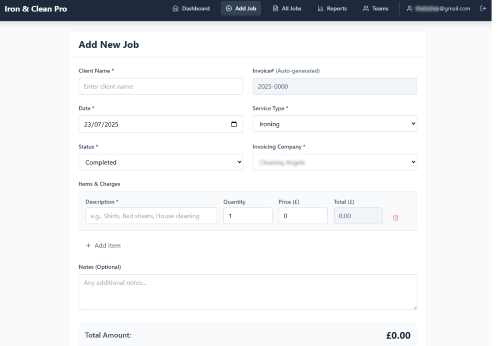 Iron & Clean Pro
Dashboard
Add Job
All Jobs
Reports
Teams
@gmail.com
Add New Job
Client Name *
Invoice# (Auto-generated)
Enter client name
2025-0000
Date *
Service Type *
23/07/2025
Ironing
Status *
Invoicing Company *
Completed
Items & Charges
Description *
Quantity
Price (£)
Total (£)
e.g., Shirts, Bed sheets, House cleaning
1
0
0.00
+ Add Item
Notes (Optional)
Any additional notes...
Total Amount:
£0.00